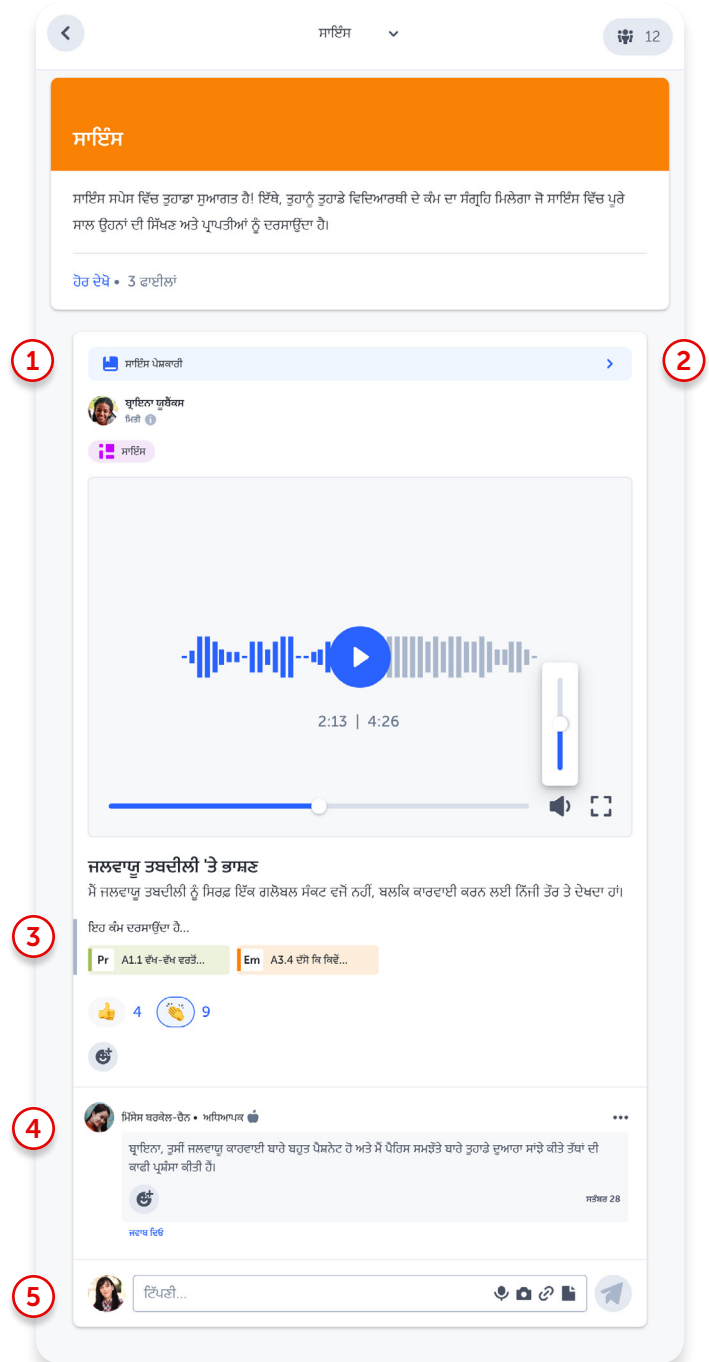 ਸਾਇੰਸ
12
ਸਾਇੰਸ
ਸਾਇੰਸ ਸਪੇਸ ਵਿੱਚ ਤੁਹਾਡਾ ਸੁਆਗਤ ਹੈ! ਇੱਥੇ, ਤੁਹਾਨੂੰ ਤੁਹਾਡੇ ਵਿਦਿਆਰਥੀ ਦੇ ਕੰਮ ਦਾ ਸੰਗ੍ਰਹਿ ਮਿਲੇਗਾ ਜੋ ਸਾਇੰਸ ਵਿੱਚ ਪੂਰੇ
ਸਾਲ ਉਹਨਾਂ ਦੀ ਸਿੱਖਣ ਅਤੇ ਪ੍ਰਾਪਤੀਆਂ ਨੂੰ ਦਰਸਾਉਂਦਾ ਹੈ।
ਹੋਰ ਦੇਖੋ • 3 ਫਾਈਲਾਂ
1
ਸਾਇੰਸ ਪੇਸ਼ਕਾਰੀ
2
ਬ੍ਰਾਇਨਾ ਯੂਬੈਂਕਸ
ਮਿਤੀ
ਸਾਇੰਸ
2:13 | 4:26
ਜਲਵਾਯੂ ਤਬਦੀਲੀ 'ਤੇ ਭਾਸ਼ਣ
ਮੈਂ ਜਲਵਾਯੂ ਤਬਦੀਲੀ ਨੂੰ ਸਿਰਫ਼ ਇੱਕ ਗਲੋਬਲ ਸੰਕਟ ਵਜੋਂ ਨਹੀਂ, ਬਲਕਿ ਕਾਰਵਾਈ ਕਰਨ ਲਈ ਨਿੱਜੀ ਤੌਰ ਤੇ ਦੇਖਦਾ ਹਾਂ।
3
ਇਹ ਕੰਮ ਦਰਸਾਉਂਦਾ ਹੈ...
Pr A1.1 ਵੱਖ-ਵੱਖ ਵਰਤੋਂ... Em A3.4 ਦੱਸੋ ਕਿ ਕਿਵੇਂ...
4 9
4
ਮਿੱਸੇਸ ਬਰਕੇਲ-ਚੈਨ • ਅਧਿਆਪਕ
ਬ੍ਰਾਇਨਾ, ਤੁਸੀਂ ਜਲਵਾਯੂ ਕਾਰਵਾਈ ਬਾਰੇ ਬਹੁਤ ਪੈਸ਼ਨੇਟ ਹੋ ਅਤੇ ਮੈਂ ਪੈਰਿਸ ਸਮਝੌਤੇ ਬਾਰੇ ਤੁਹਾਡੇ ਦੁਆਰਾ ਸਾਂਝੇ ਕੀਤੇ ਤੱਥਾਂ ਦੀ
ਕਾਫੀ ਪ੍ਰਸ਼ੰਸਾ ਕੀਤੀ ਹੈਂ।
ਸਤੰਬਰ 28
ਜਵਾਬ ਦਿਓ
5
ਟਿੱਪਣੀ...